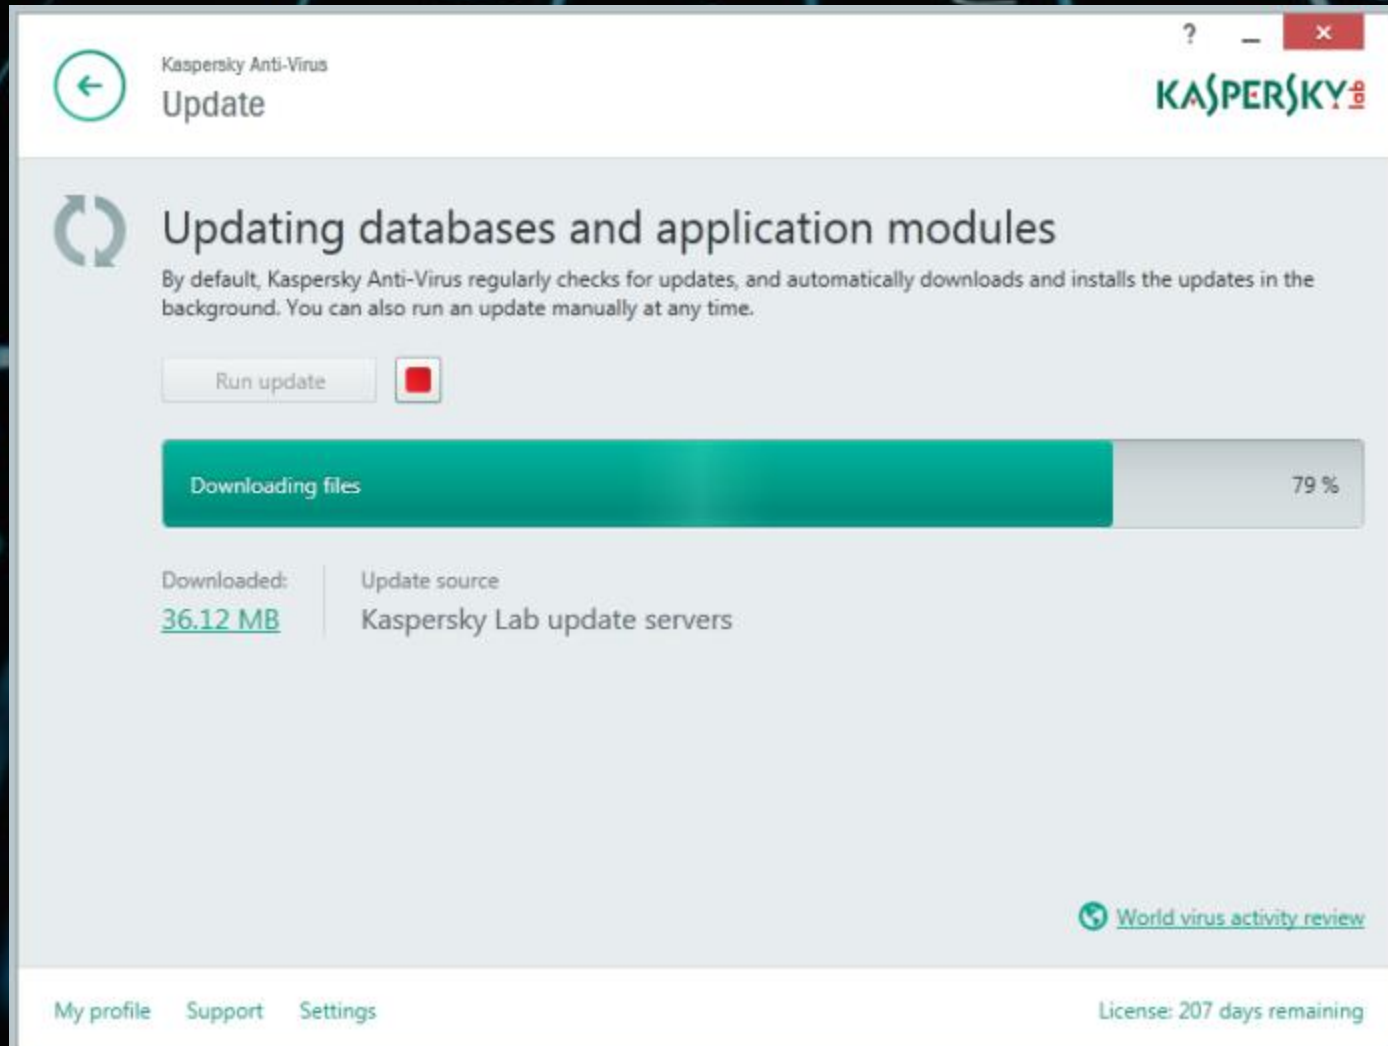 ?
Kaspersky Anti-Virus
Update
KASPERSKY lab
Updating databases and application modules
By default, Kaspersky Anti-Virus regularly checks for updates, and automatically downloads and installs the updates in the
background. You can also run an update manually at any time.
Run update
Downloading files 79 %
Downloaded: Update source
36.12 MB Kaspersky Lab update servers
World virus activity review
My profile Support Settings License: 207 days remaining